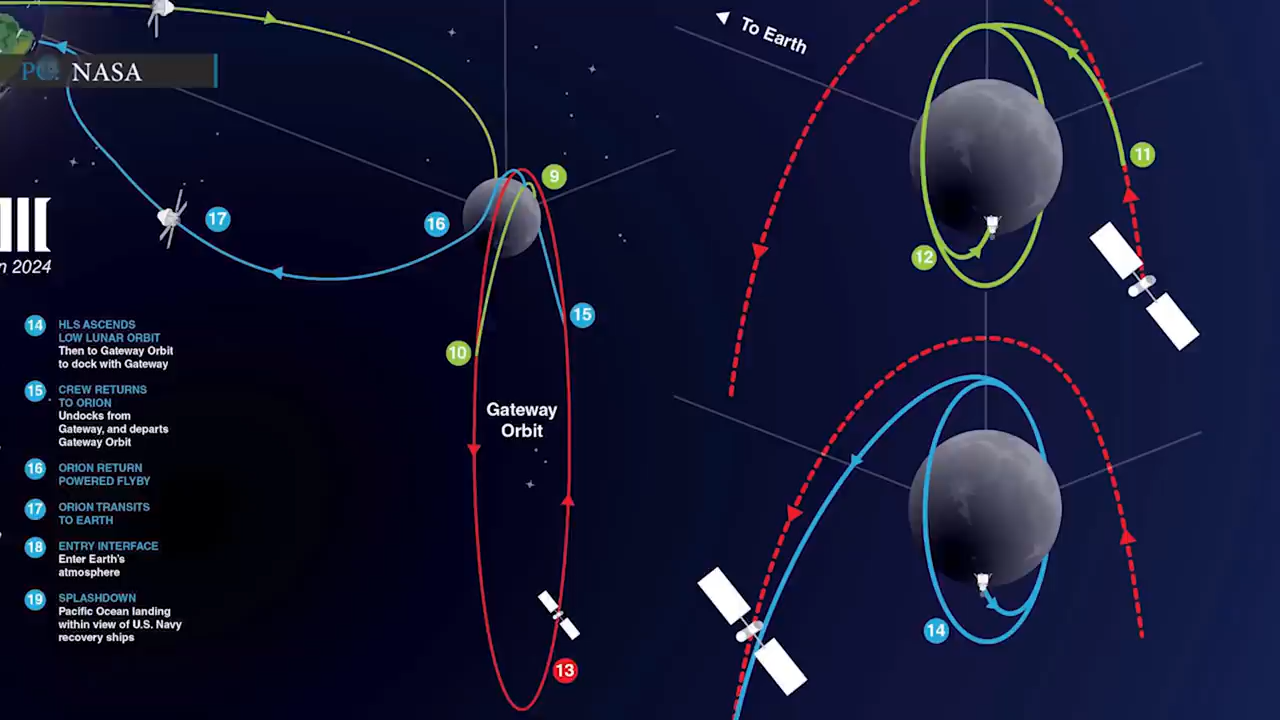 To Earth
NASA
III
n 2024
9
10
11
12
13
14
15
16
17
Gateway
Orbit
14 HLS ASCENDS
LOW LUNAR ORBIT
Then to Gateway Orbit
to dock with Gateway
15 CREW RETURNS
TO ORION
Undocks from
Gateway, and departs
Gateway Orbit
16 ORION RETURN
POWERED FLYBY
17 ORION TRANSITS
TO EARTH
18 ENTRY INTERFACE
Enter Earth's
atmosphere
19 SPLASHDOWN
Pacific Ocean landing
within view of U.S. Navy
recovery ships